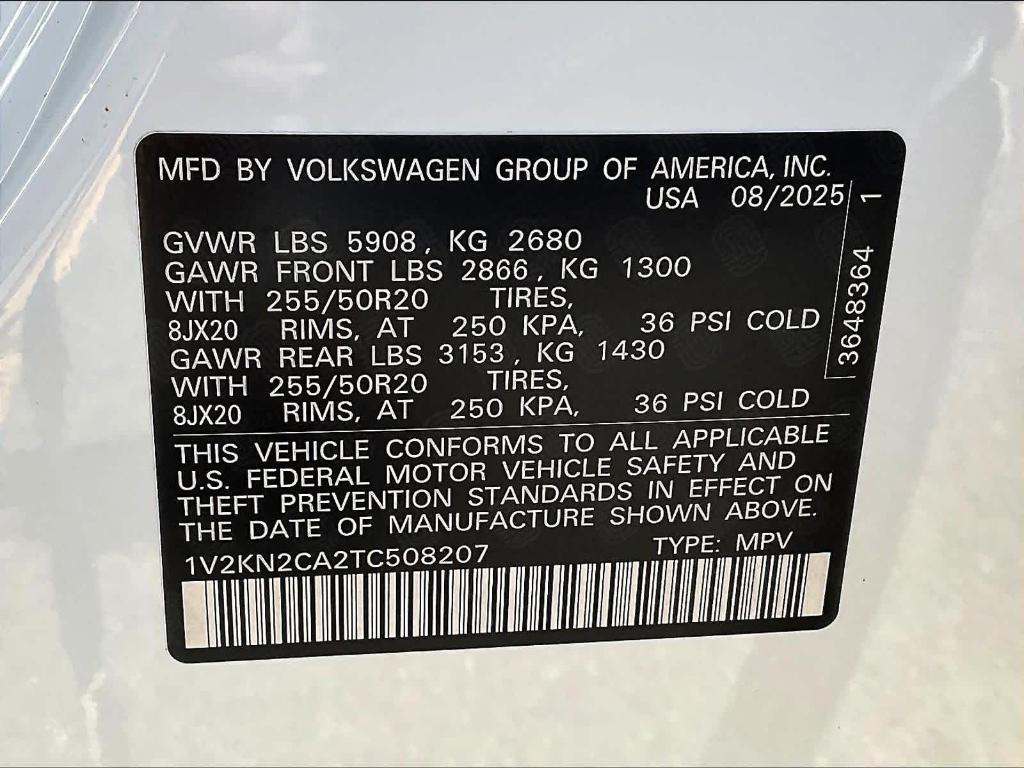 MFD BY VOLKSWAGEN GROUP OF AMERICA, INC.
USA 08/2025
GVWR LBS 5908, KG 2680
GAWR FRONT LBS 2866, KG 1300
WITH 255/50R20 TIRES,
8JX20 RIMS, AT 250 KPA, 36 PSI COLD
GAWR REAR LBS 3153, KG 1430
WITH 255/50R20 TIRES,
8JX20 RIMS, AT 250 KPA, 36 PSI COLD
3648364 1
THIS VEHICLE CONFORMS TO ALL APPLICABLE
U.S. FEDERAL MOTOR VEHICLE SAFETY AND
THEFT PREVENTION STANDARDS IN EFFECT ON
THE DATE OF MANUFACTURE SHOWN ABOVE.
1V2KN2CA2TC508207 TYPE: MPV